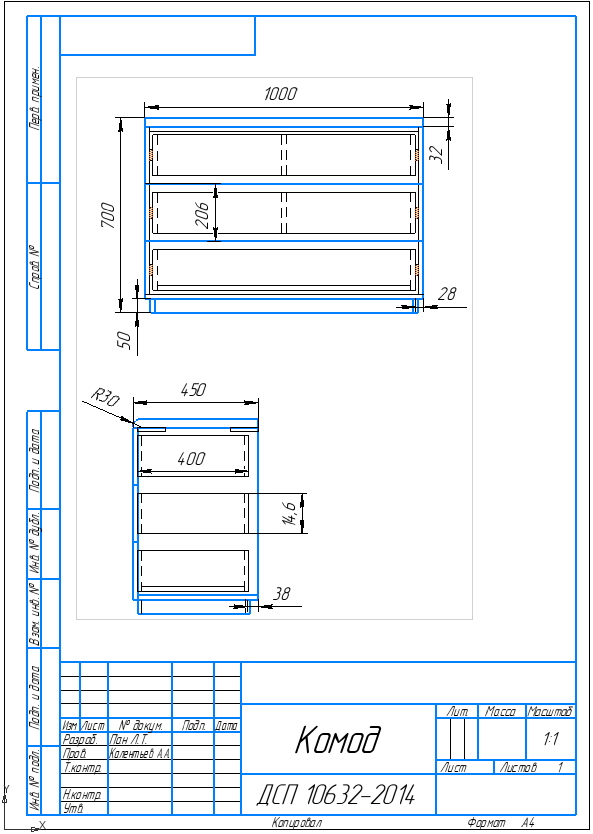 Перв. примен.
Справ. №
1000
32
700
206
28
50
R30
450
400
14,6
38
Подп. и дата
Инв. № дубл.
Взам. инв. №
Подп. и дата
Инв. № подл.
Изм Лист № докум. Подп. Дата
Разраб. Пан Л.Т.
Пров. Калентьев А.А.
Т.контр.
Н.контр.
Утв.
Комод
ДСП 10632-2014
Лит. Масса Масштаб
1:1
Лист Листов 1
Копировал Формат А4
Y
X